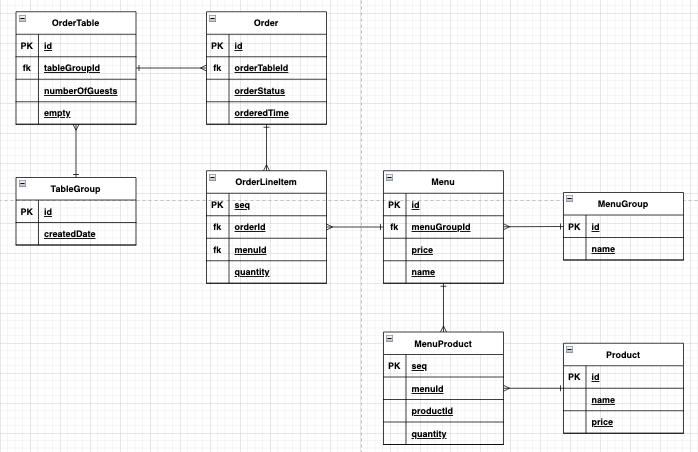 OrderTable
PK id
fk tableGroupId
numberOfGuests
empty
Order
PK id
fk orderTableId
orderStatus
orderedTime
TableGroup
PK id
createdDate
OrderLineItem
PK seq
fk orderId
fk menuId
quantity
Menu
PK id
fk menuGroupId
price
name
MenuGroup
PK id
name
MenuProduct
PK seq
menuId
productId
quantity
Product
PK id
name
price